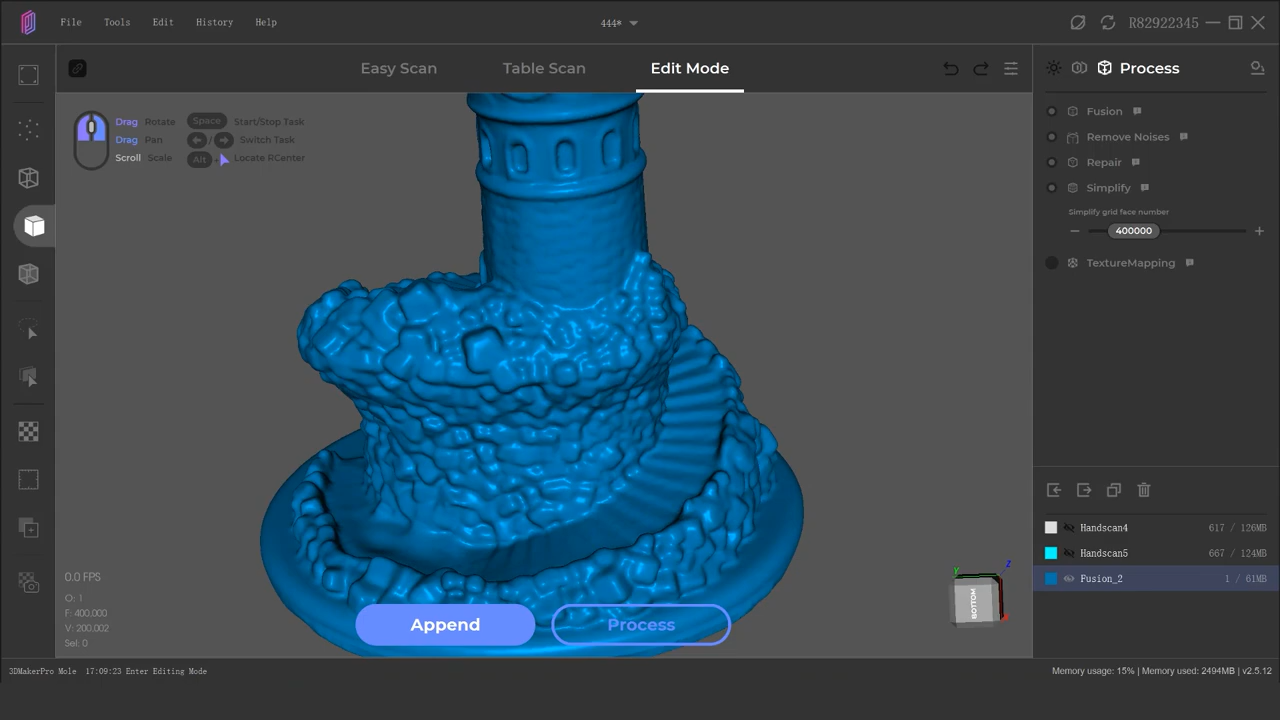 File Tools Edit History Help
444*
R82922345
Easy Scan Table Scan Edit Mode
Process
Drag Rotate Space Start/Stop Task
Drag Pan / Switch Task
Scroll Scale Alt + Locate RCenter
Fusion
Remove Noises
Repair
Simplify
Simplify grid face number
400000
TextureMapping
Handscan4 617 / 126MB
Handscan5 667 / 124MB
Fusion_2 1 / 61MB
0.0 FPS
O: 1
F: 400.000
V: 200.002
Sel: 0
Y Z
BOTTOM
Append Process
3DMakerPro Mole 17:09:23 Enter Editing Mode
Memory usage: 15% | Memory used: 2494MB | v2.5.12